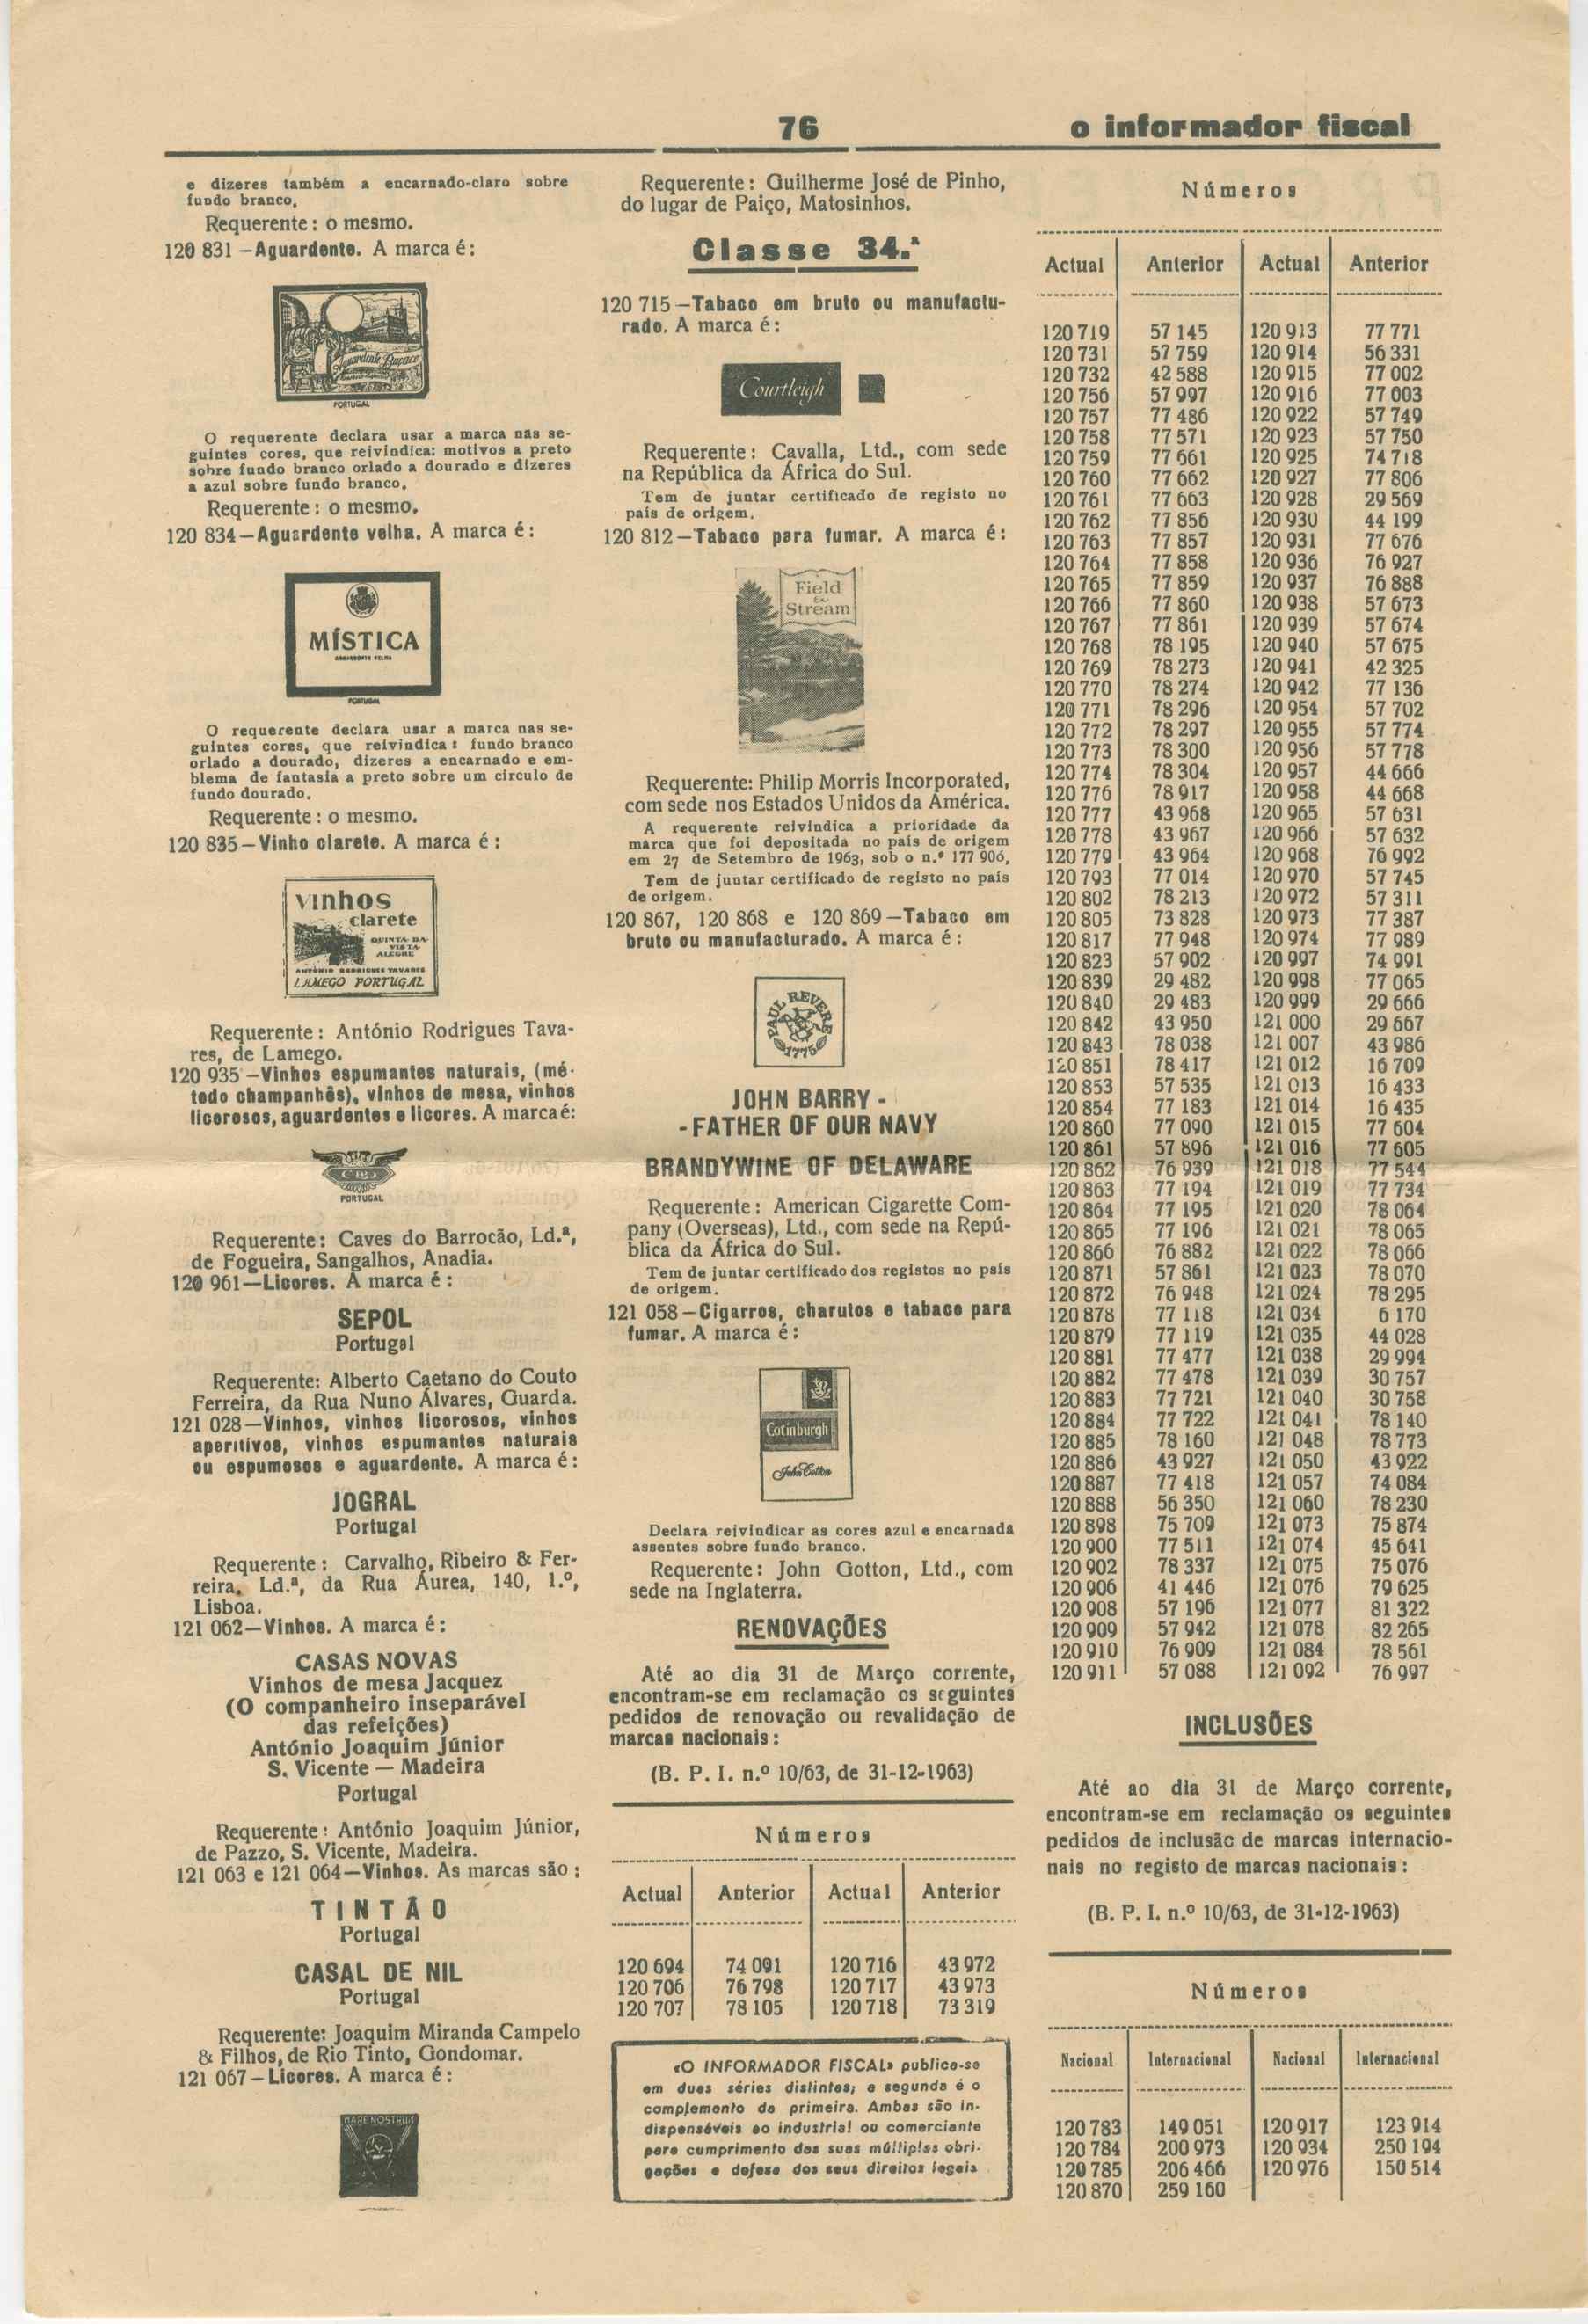 76
o informador fiscal
e dizeres também a encarnado-claro sobre
fundo branco.
Requerente: o mesmo.
120 831 — Aguardente. A marca é:
Aguardente Buçaco
PORTUGAL
O requerente declara usar a marca nas se-
guintes cores, que reivindica: motivos a preto
sobre fundo branco orlado a dourado e dizeres
a azul sobre fundo branco.
Requerente: o mesmo.
120 834—Aguardente velha. A marca é:
MÍSTICA
AGUARDENTE VELHA
PORTUGAL
O requerente declara usar a marca nas se-
guintes cores, que reivindica: fundo branco
orlado a dourado, dizeres a encarnado e em-
blema de fantasia a preto sobre um circulo de
fundo dourado.
Requerente: o mesmo.
120 835—Vinho clarete. A marca é:
Vinhos
clarete
QUINTA DA
VISTA
ALEGRE
ANTÓNIO RODRIGUES TAVARES
LAMEGO PORTUGAL
Requerente: António Rodrigues Tava-
res, de Lamego.
120 935—Vinhos espumantes naturais, (mé-
todo champanhês), vinhos de mesa, vinhos
licorosos, aguardentes e licores. A marca é:
PORTUGAL
Requerente: Caves do Barrocão, Ld.ª,
de Fogueira, Sangalhos, Anadia.
120 961—Licores. A marca é:
SEPOL
Portugal
Requerente: Alberto Caetano do Couto
Ferreira, da Rua Nuno Álvares, Guarda.
121 028—Vinhos, vinhos licorosos, vinhos
aperitivos, vinhos espumantes naturais
ou espumosos e aguardente. A marca é:
JOGRAL
Portugal
Requerente: Carvalho, Ribeiro & Fer-
reira, Ld.ª, da Rua Áurea, 140, 1.º,
Lisboa.
121 062—Vinhos. A marca é:
CASAS NOVAS
Vinhos de mesa Jacquez
(O companheiro inseparável
das refeições)
António Joaquim Júnior
S. Vicente — Madeira
Portugal
Requerente: António Joaquim Júnior,
de Pazzo, S. Vicente, Madeira.
121 063 e 121 064—Vinhos. As marcas são:
TINTÃO
Portugal
CASAL DE NIL
Portugal
Requerente: Joaquim Miranda Campelo
& Filhos, de Rio Tinto, Gondomar.
121 067—Licores. A marca é:
MARE NOSTRUM
Requerente: Guilherme José de Pinho,
do lugar de Paiço, Matosinhos.
Classe 34.ª
120 715—Tabaco em bruto ou manufactu-
rado. A marca é:
Courtleigh
Requerente: Cavalla, Ltd., com sede
na República da África do Sul.
Tem de juntar certificado de registo no
país de origem.
120 812—Tabaco para fumar. A marca é:
Field
&
Stream
Requerente: Philip Morris Incorporated,
com sede nos Estados Unidos da América.
A requerente reivindica a prioridade da
marca que foi depositada no país de origem
em 27 de Setembro de 1963, sob o n.º 177 906,
Tem de juntar certificado de registo no país
de origem.
120 867, 120 868 e 120 869—Tabaco em
bruto ou manufacturado. A marca é:
PAUL REVERE
1775
JOHN BARRY -
- FATHER OF OUR NAVY
BRANDYWINE OF DELAWARE
Requerente: American Cigarette Com-
pany (Overseas), Ltd., com sede na Repú-
blica da África do Sul.
Tem de juntar certificado dos registos no país
de origem.
121 058—Cigarros, charutos e tabaco para
fumar. A marca é:
Cotinburgh
John Cotton
Declara reivindicar as cores azul e encarnada
assentes sobre fundo branco.
Requerente: John Gotton, Ltd., com
sede na Inglaterra.
RENOVAÇÕES
Até ao dia 31 de Março corrente,
encontram-se em reclamação os seguintes
pedidos de renovação ou revalidação de
marcas nacionais:
(B. P. I. n.º 10/63, de 31-12-1963)
Números
Actual Anterior Actual Anterior
120 694 74 091 120 716 43 972
120 706 76 798 120 717 43 973
120 707 78 105 120 718 73 319
«O INFORMADOR FISCAL» publica-se
em duas séries distintas; a segunda é o
complemento da primeira. Ambas são in-
dispensáveis ao industrial ou comerciante
para cumprimento das suas múltiplas obri-
gações e defesa dos seus direitos legais
Números
Actual Anterior Actual Anterior
120 719 57 145 120 913 77 771
120 731 57 759 120 914 56 331
120 732 42 588 120 915 77 002
120 756 57 997 120 916 77 003
120 757 77 486 120 922 57 749
120 758 77 571 120 923 57 750
120 759 77 661 120 925 74 718
120 760 77 662 120 927 77 806
120 761 77 663 120 928 29 569
120 762 77 856 120 930 44 199
120 763 77 857 120 931 77 676
120 764 77 858 120 936 76 927
120 765 77 859 120 937 76 888
120 766 77 860 120 938 57 673
120 767 77 861 120 939 57 674
120 768 78 195 120 940 57 675
120 769 78 273 120 941 42 325
120 770 78 274 120 942 77 136
120 771 78 296 120 954 57 702
120 772 78 297 120 955 57 774
120 773 78 300 120 956 57 778
120 774 78 304 120 957 44 666
120 776 78 917 120 958 44 668
120 777 43 968 120 965 57 631
120 778 43 967 120 966 57 632
120 779 43 964 120 968 76 992
120 793 77 014 120 970 57 745
120 802 78 213 120 972 57 311
120 805 73 828 120 973 77 387
120 817 77 948 120 974 77 989
120 823 57 902 120 997 74 991
120 839 29 482 120 998 77 065
120 840 29 483 120 999 29 666
120 842 43 950 121 000 29 667
120 843 78 038 121 007 43 986
120 851 78 417 121 012 16 709
120 853 57 535 121 013 16 433
120 854 77 183 121 014 16 435
120 860 77 090 121 015 77 604
120 861 57 896 121 016 77 605
120 862 76 939 121 018 77 544
120 863 77 194 121 019 77 734
120 864 77 195 121 020 78 064
120 865 77 196 121 021 78 065
120 866 76 882 121 022 78 066
120 871 57 861 121 023 78 070
120 872 76 948 121 024 78 295
120 878 77 118 121 034 6 170
120 879 77 119 121 035 44 028
120 881 77 477 121 038 29 994
120 882 77 478 121 039 30 757
120 883 77 721 121 040 30 758
120 884 77 722 121 041 78 140
120 885 78 160 121 048 78 773
120 886 43 927 121 050 43 922
120 887 77 418 121 057 74 084
120 888 56 350 121 060 78 230
120 898 75 709 121 073 75 874
120 900 77 511 121 074 45 641
120 902 78 337 121 075 75 076
120 906 41 446 121 076 79 625
120 908 57 196 121 077 81 322
120 909 57 942 121 078 82 265
120 910 76 909 121 084 78 561
120 911 57 088 121 092 76 997
INCLUSÕES
Até ao dia 31 de Março corrente,
encontram-se em reclamação os seguintes
pedidos de inclusão de marcas internacio-
nais no registo de marcas nacionais:
(B. P. I. n.º 10/63, de 31-12-1963)
Números
Nacional Internacional Nacional Internacional
120 783 149 051 120 917 123 914
120 784 200 973 120 934 250 194
120 785 206 466 120 976 150 514
120 870 259 160